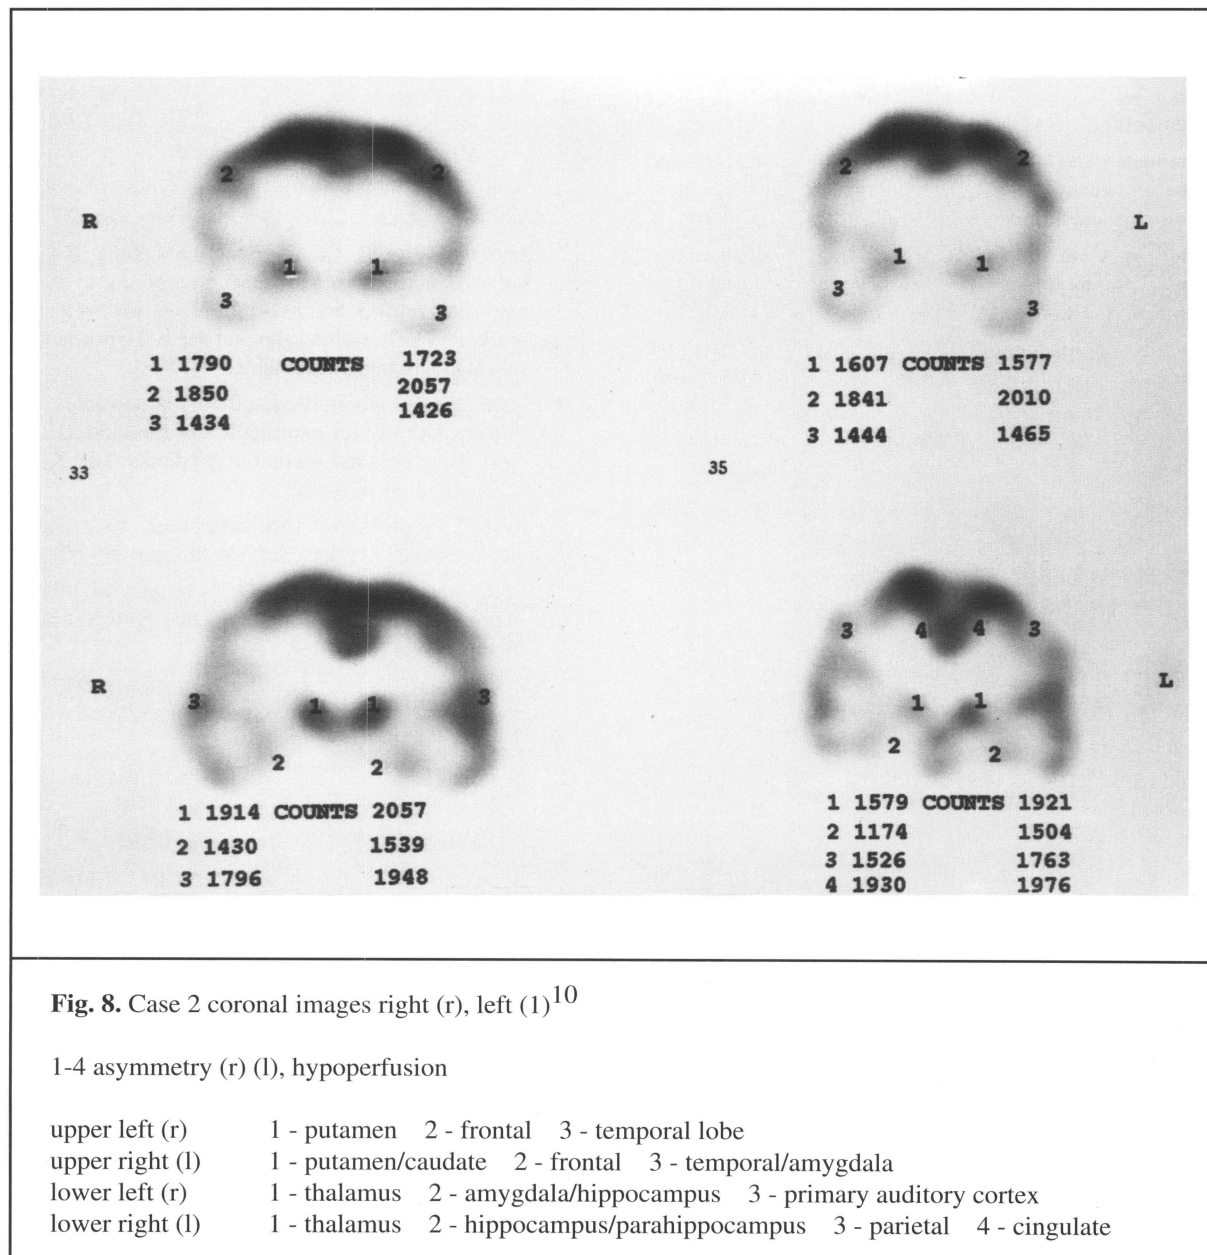 2 2 2 2
R L
1 1 1 1
3 3 3 3
1 1790 COUNTS 1723
2 1850 2057
3 1434 1426
1 1607 COUNTS 1577
2 1841 2010
3 1444 1465
33 35
3 4 4 3
R L
3 1 1 3 1 1
2 2 2 2
1 1914 COUNTS 2057
2 1430 1539
3 1796 1948
1 1579 COUNTS 1921
2 1174 1504
3 1526 1763
4 1930 1976
Fig. 8. Case 2 coronal images right (r), left (1)10
1-4 asymmetry (r) (l), hypoperfusion
upper left (r) 1 - putamen 2 - frontal 3 - temporal lobe
upper right (l) 1 - putamen/caudate 2 - frontal 3 - temporal/amygdala
lower left (r) 1 - thalamus 2 - amygdala/hippocampus 3 - primary auditory cortex
lower right (l) 1 - thalamus 2 - hippocampus/parahippocampus 3 - parietal 4 - cingulate